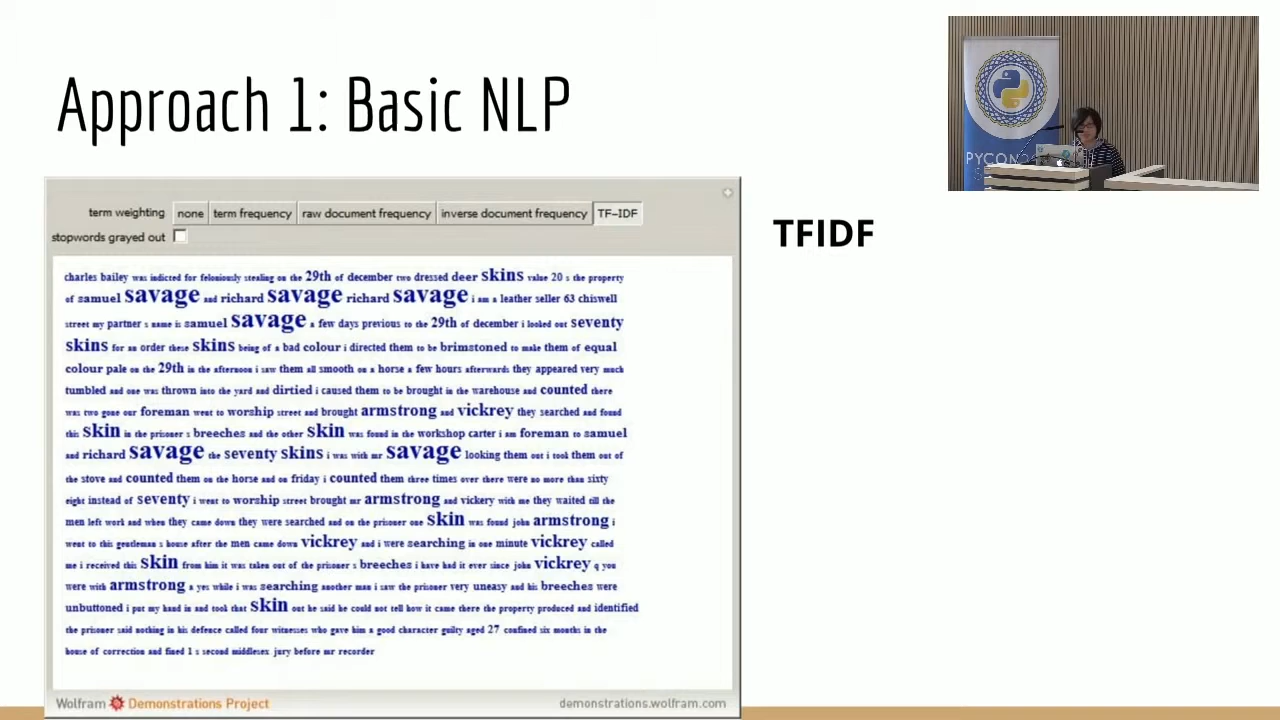 Approach 1: Basic NLP
PYCON
term weighting none term frequency raw document frequency inverse document frequency TF-IDF
stopwords grayed out
TFIDF
charles bailey was indicted for feloniously stealing on the 29th of december two dressed deer skins value 20 s the property
of samuel savage and richard savage richard savage i am a leather seller 63 chiswell
street my partner s name is samuel savage a few days previous to the 29th of december i looked out seventy
skins for an order these skins being of a bad colour i directed them to be brimstoned to make them of equal
colour pale on the 29th in the afternoon i saw them all smooth on a horse a few hours afterwards they appeared very much
tumbled and one was thrown into the yard and dirtied i caused them to be brought in the warehouse and counted there
was two gone our foreman went to worship street and brought armstrong and vickrey they searched and found
this skin in the prisoner s breeches and the other skin was found in the workshop carter i am foreman to samuel
and richard savage the seventy skins i was with mr savage looking them out i took them out of
the stove and counted them on the horse and on friday i counted them three times over there were no more than sixty
eight instead of seventy i went to worship street brought mr armstrong and vickery with me they waited till the
men left work and when they came down they were searched and on the prisoner one skin was found john armstrong i
went to this gentleman s house after the men came down vickrey and i were searching in one minute vickrey called
me i received this skin from him it was taken out of the prisoner s breeches i have had it ever since john vickrey q you
were with armstrong a yes while i was searching another man i saw the prisoner very uneasy and his breeches were
unbuttoned i put my hand in and took that skin out he said he could not tell how it came there the property produced and identified
the prisoner said nothing in his defence called four witnesses who gave him a good character guilty aged 27 confined six months in the
house of correction and fined 1 s second middlesex jury before mr recorder
Wolfram Demonstrations Project demonstrations.wolfram.com